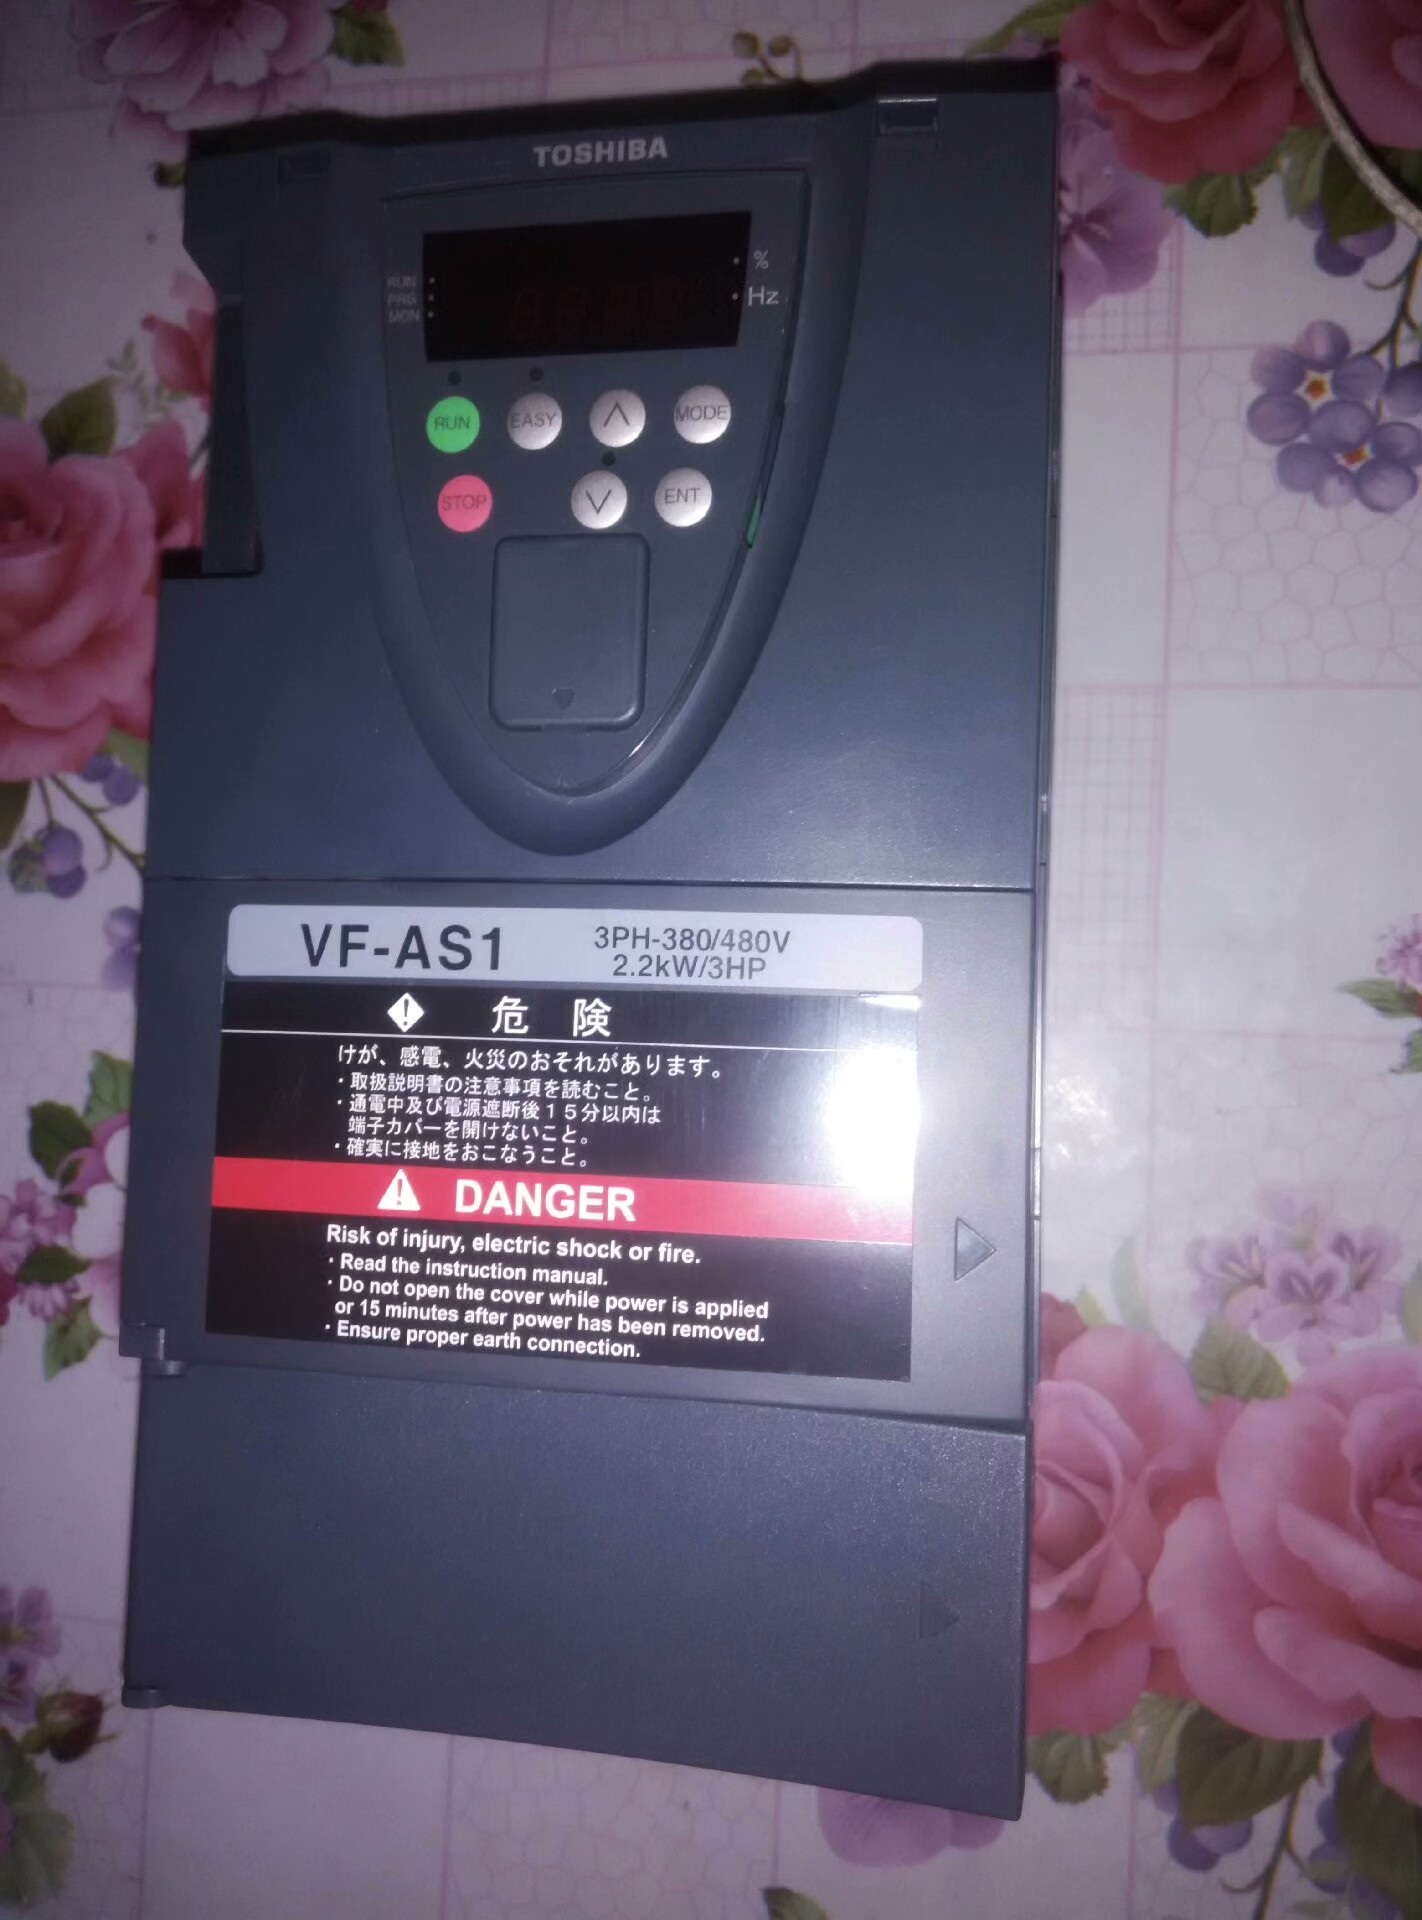 TOSHIBA
%
RUN
PRG
Hz
MON
RUN
EASY
MODE
STOP
ENT
VF-AS1
3PH-380/480V
2.2kW/3HP
危 険
けが、感電、火災のおそれがあります。
・取扱説明書の注意事項を読むこと。
・通電中及び電源遮断後15分以内は
端子カバーを開けないこと。
・確実に接地をおこなうこと。
DANGER
Risk of injury, electric shock or fire.
・Read the instruction manual.
・Do not open the cover while power is applied
or 15 minutes after power has been removed.
・Ensure proper earth connection.